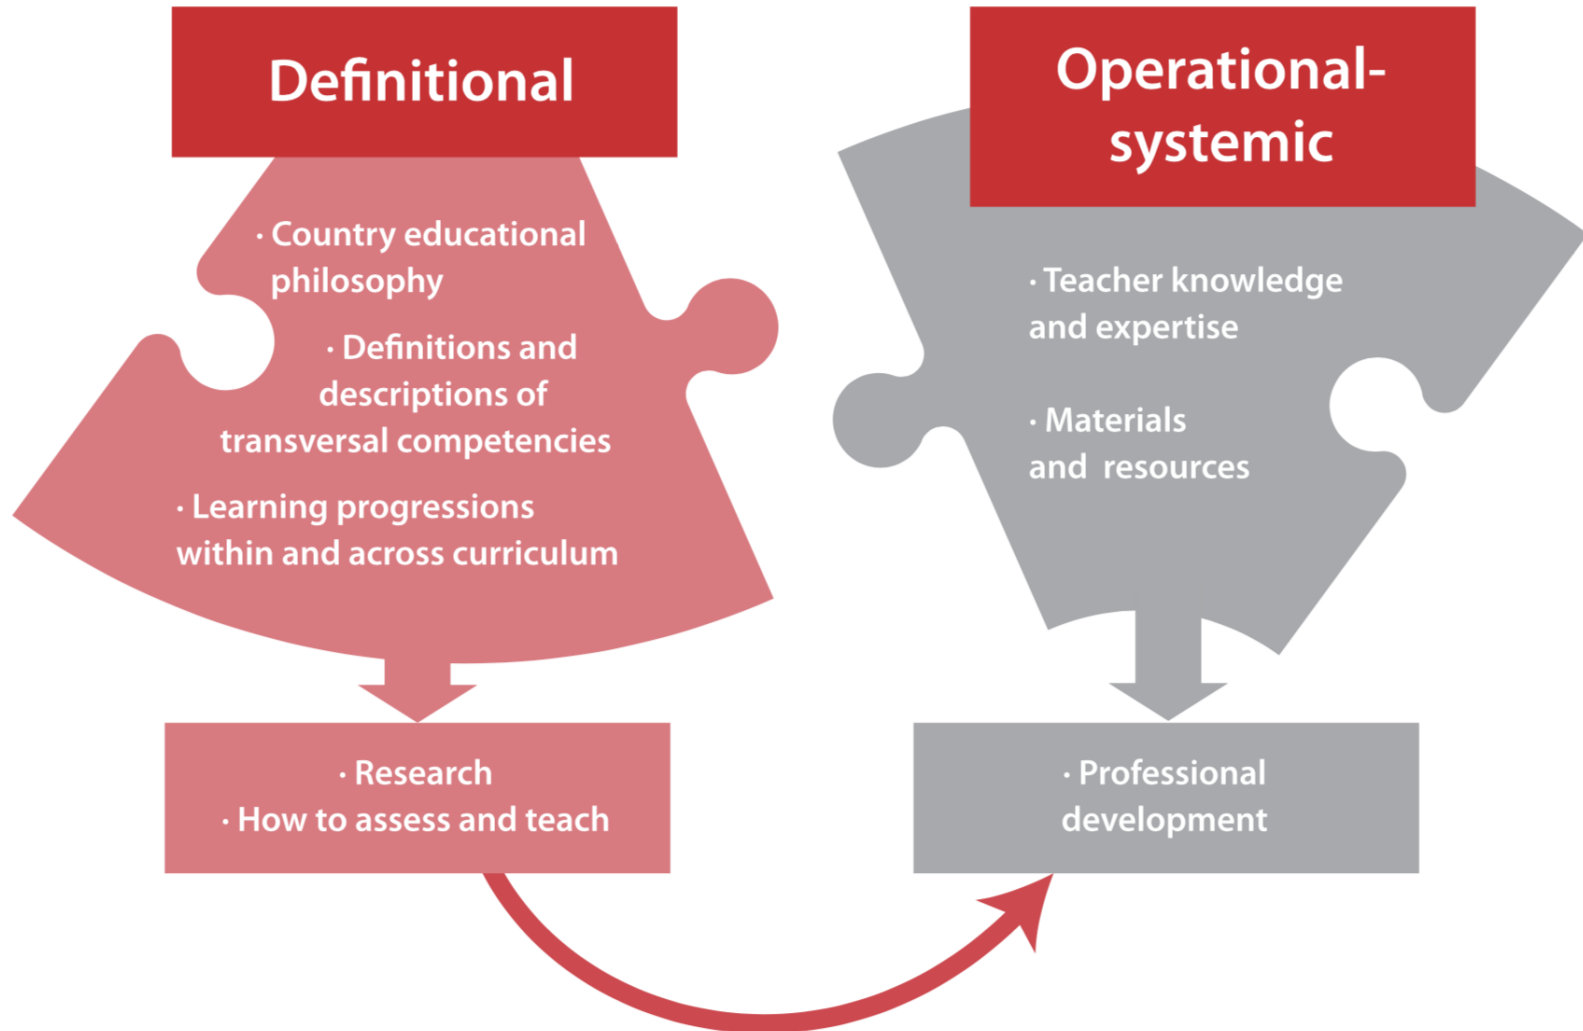 Definitional
· Country educational
philosophy
· Definitions and
descriptions of
transversal competencies
· Learning progressions
within and across curriculum
· Research
· How to assess and teach
Operational-
systemic
· Teacher knowledge
and expertise
· Materials
and resources
· Professional
development